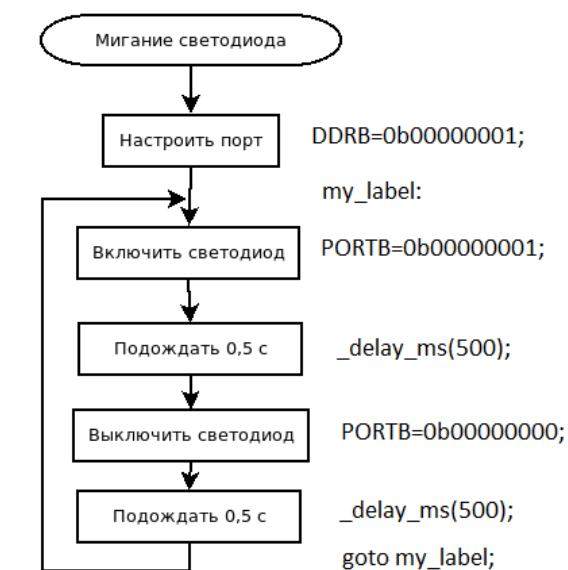 Мигание светодиода
Настроить порт
DDRB=0b00000001;
my_label:
Включить светодиод
PORTB=0b00000001;
Подождать 0,5 с
_delay_ms(500);
Выключить светодиод
PORTB=0b00000000;
Подождать 0,5 с
_delay_ms(500);
goto my_label;